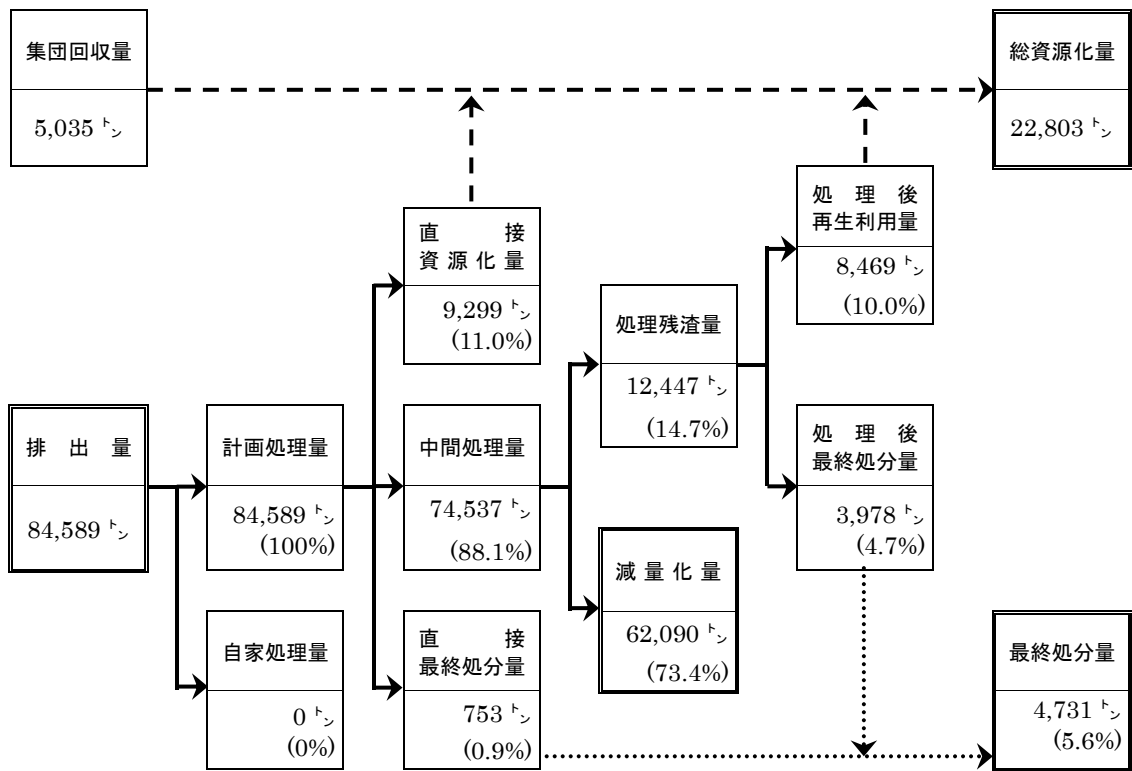 集団回収量
5,035 トン
総資源化量
22,803 トン
直接
資源化量
9,299 トン
(11.0%)
処理後
再生利用量
8,469 トン
(10.0%)
処理残渣量
12,447 トン
(14.7%)
排出量
84,589 トン
計画処理量
84,589 トン
(100%)
中間処理量
74,537 トン
(88.1%)
処理後
最終処分量
3,978 トン
(4.7%)
減量化量
62,090 トン
(73.4%)
自家処理量
0 トン
(0%)
直接
最終処分量
753 トン
(0.9%)
最終処分量
4,731 トン
(5.6%)